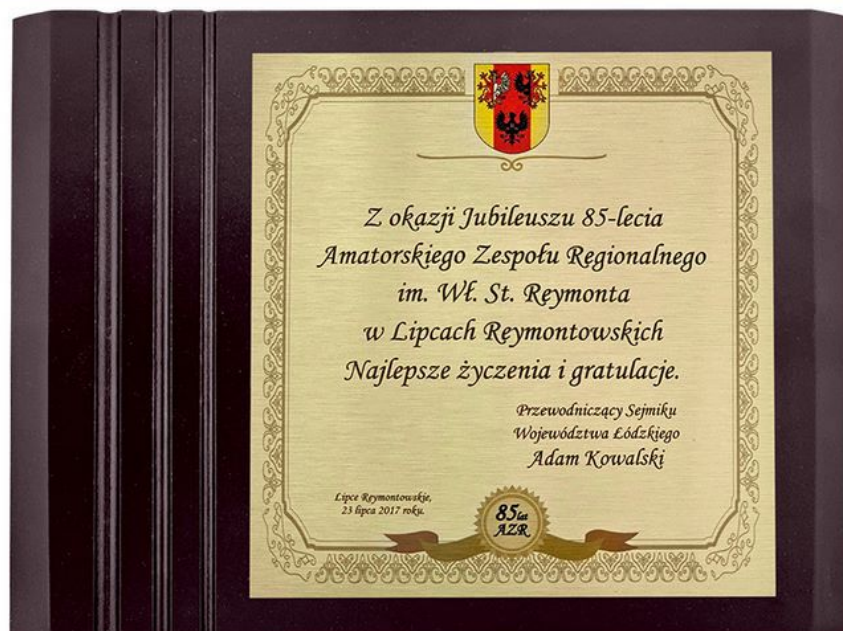 Z okazji Jubileuszu 85-lecia
Amatorskiego Zespołu Regionalnego
im. Wł. St. Reymonta
w Lipcach Reymontowskich
Najlepsze życzenia i gratulacje.
Przewodniczący Sejmiku
Województwa Łódzkiego
Adam Kowalski
Lipce Reymontowskie,
23 lipca 2017 roku.
85 lat
AZR